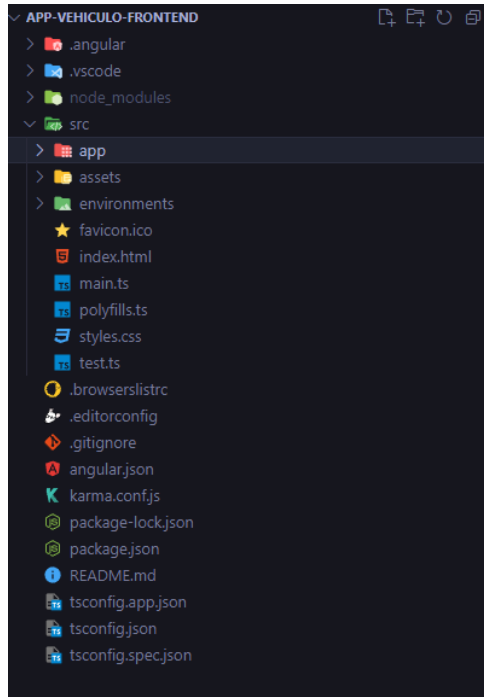 APP-VEHICULO-FRONTEND
.angular
.vscode
node_modules
src
app
assets
environments
favicon.ico
index.html
main.ts
polyfills.ts
styles.css
test.ts
.browserslistrc
.editorconfig
.gitignore
angular.json
karma.conf.js
package-lock.json
package.json
README.md
tsconfig.app.json
tsconfig.json
tsconfig.spec.json